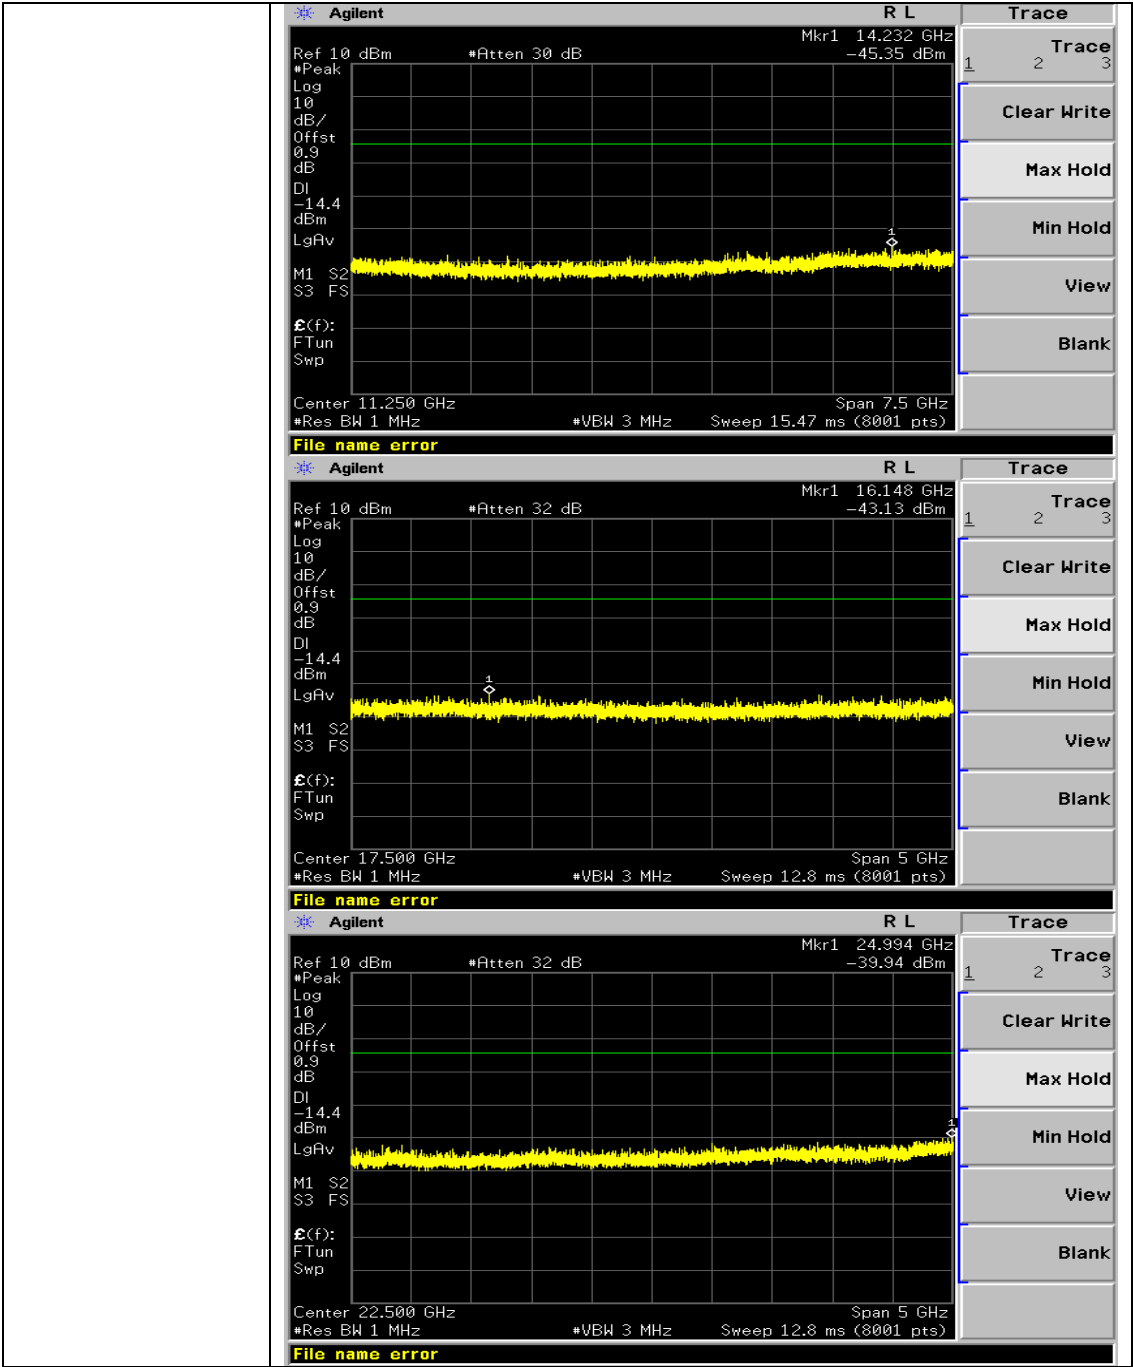 Agilent R L Trace
Mkr1 14.232 GHz
Ref 10 dBm #Atten 30 dB -45.35 dBm
Trace
1 2 3
#Peak
Log
10
dB/
Offst
0.9
dB
DI
-14.4
dBm
LgAv
M1 S2
S3 FS
£(f):
FTun
Swp
1
Center 11.250 GHz Span 7.5 GHz
#Res BW 1 MHz #VBW 3 MHz Sweep 15.47 ms (8001 pts)
Clear Write
Max Hold
Min Hold
View
Blank
File name error
Agilent R L Trace
Mkr1 16.148 GHz
Ref 10 dBm #Atten 32 dB -43.13 dBm
Trace
1 2 3
#Peak
Log
10
dB/
Offst
0.9
dB
DI
-14.4
dBm
LgAv
M1 S2
S3 FS
£(f):
FTun
Swp
1
Center 17.500 GHz Span 5 GHz
#Res BW 1 MHz #VBW 3 MHz Sweep 12.8 ms (8001 pts)
Clear Write
Max Hold
Min Hold
View
Blank
File name error
Agilent R L Trace
Mkr1 24.994 GHz
Ref 10 dBm #Atten 32 dB -39.94 dBm
Trace
1 2 3
#Peak
Log
10
dB/
Offst
0.9
dB
DI
-14.4
dBm
LgAv
M1 S2
S3 FS
£(f):
FTun
Swp
1
Center 22.500 GHz Span 5 GHz
#Res BW 1 MHz #VBW 3 MHz Sweep 12.8 ms (8001 pts)
Clear Write
Max Hold
Min Hold
View
Blank
File name error